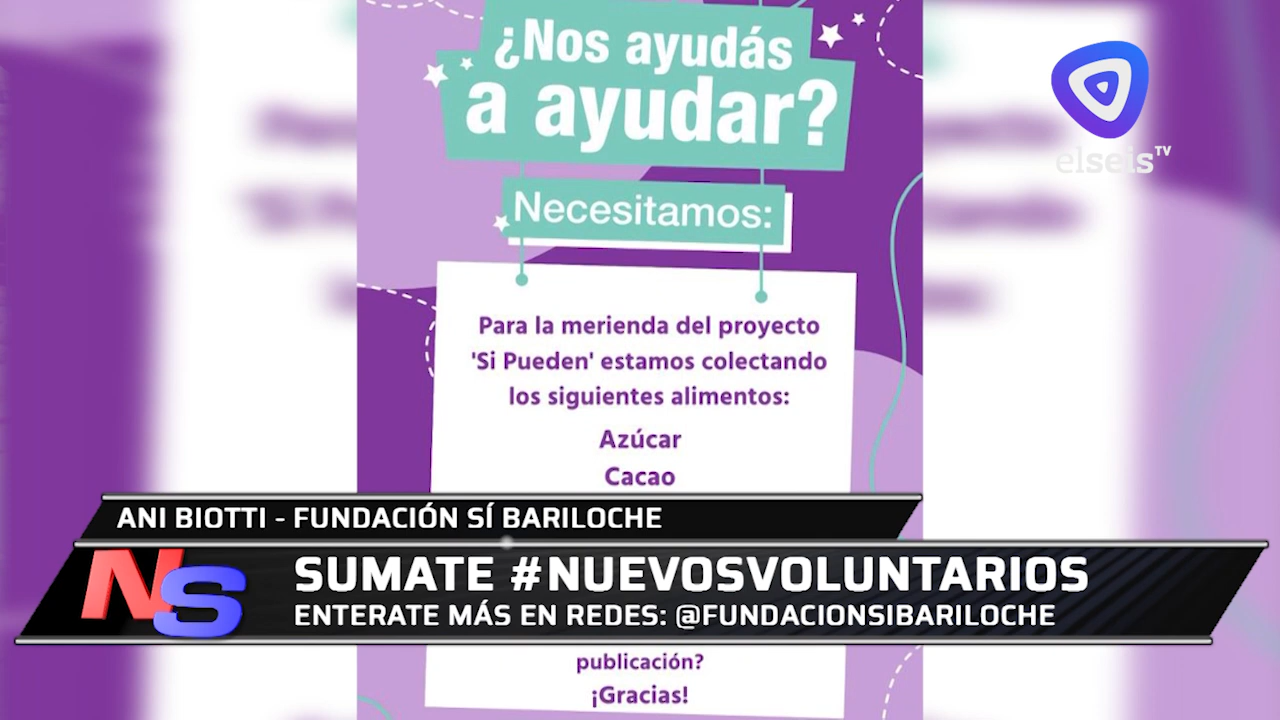 ¿Nos ayudás
a ayudar?
elseis TV
Necesitamos:
Para la merienda del proyecto
'Si Pueden' estamos colectando
los siguientes alimentos:
Azúcar
Cacao
ANI BIOTTI - FUNDACIÓN SÍ BARILOCHE
NS
SUMATE #NUEVOSVOLUNTARIOS
ENTERATE MÁS EN REDES: @FUNDACIONSIBARILOCHE
publicación?
¡Gracias!